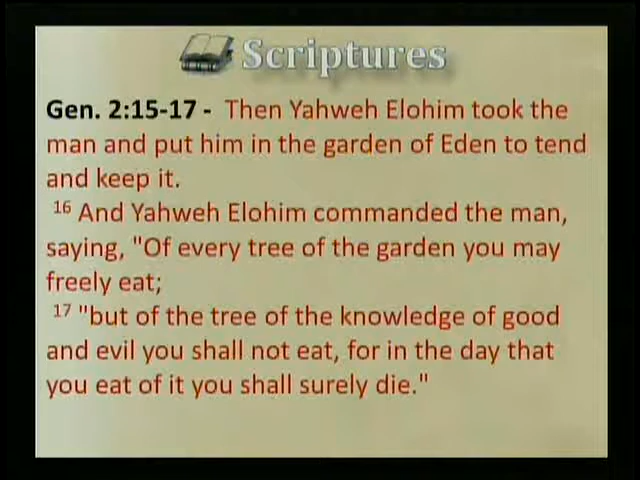 Scriptures
Gen. 2:15-17 - Then Yahweh Elohim took the
man and put him in the garden of Eden to tend
and keep it.
16 And Yahweh Elohim commanded the man,
saying, "Of every tree of the garden you may
freely eat;
17 "but of the tree of the knowledge of good
and evil you shall not eat, for in the day that
you eat of it you shall surely die."